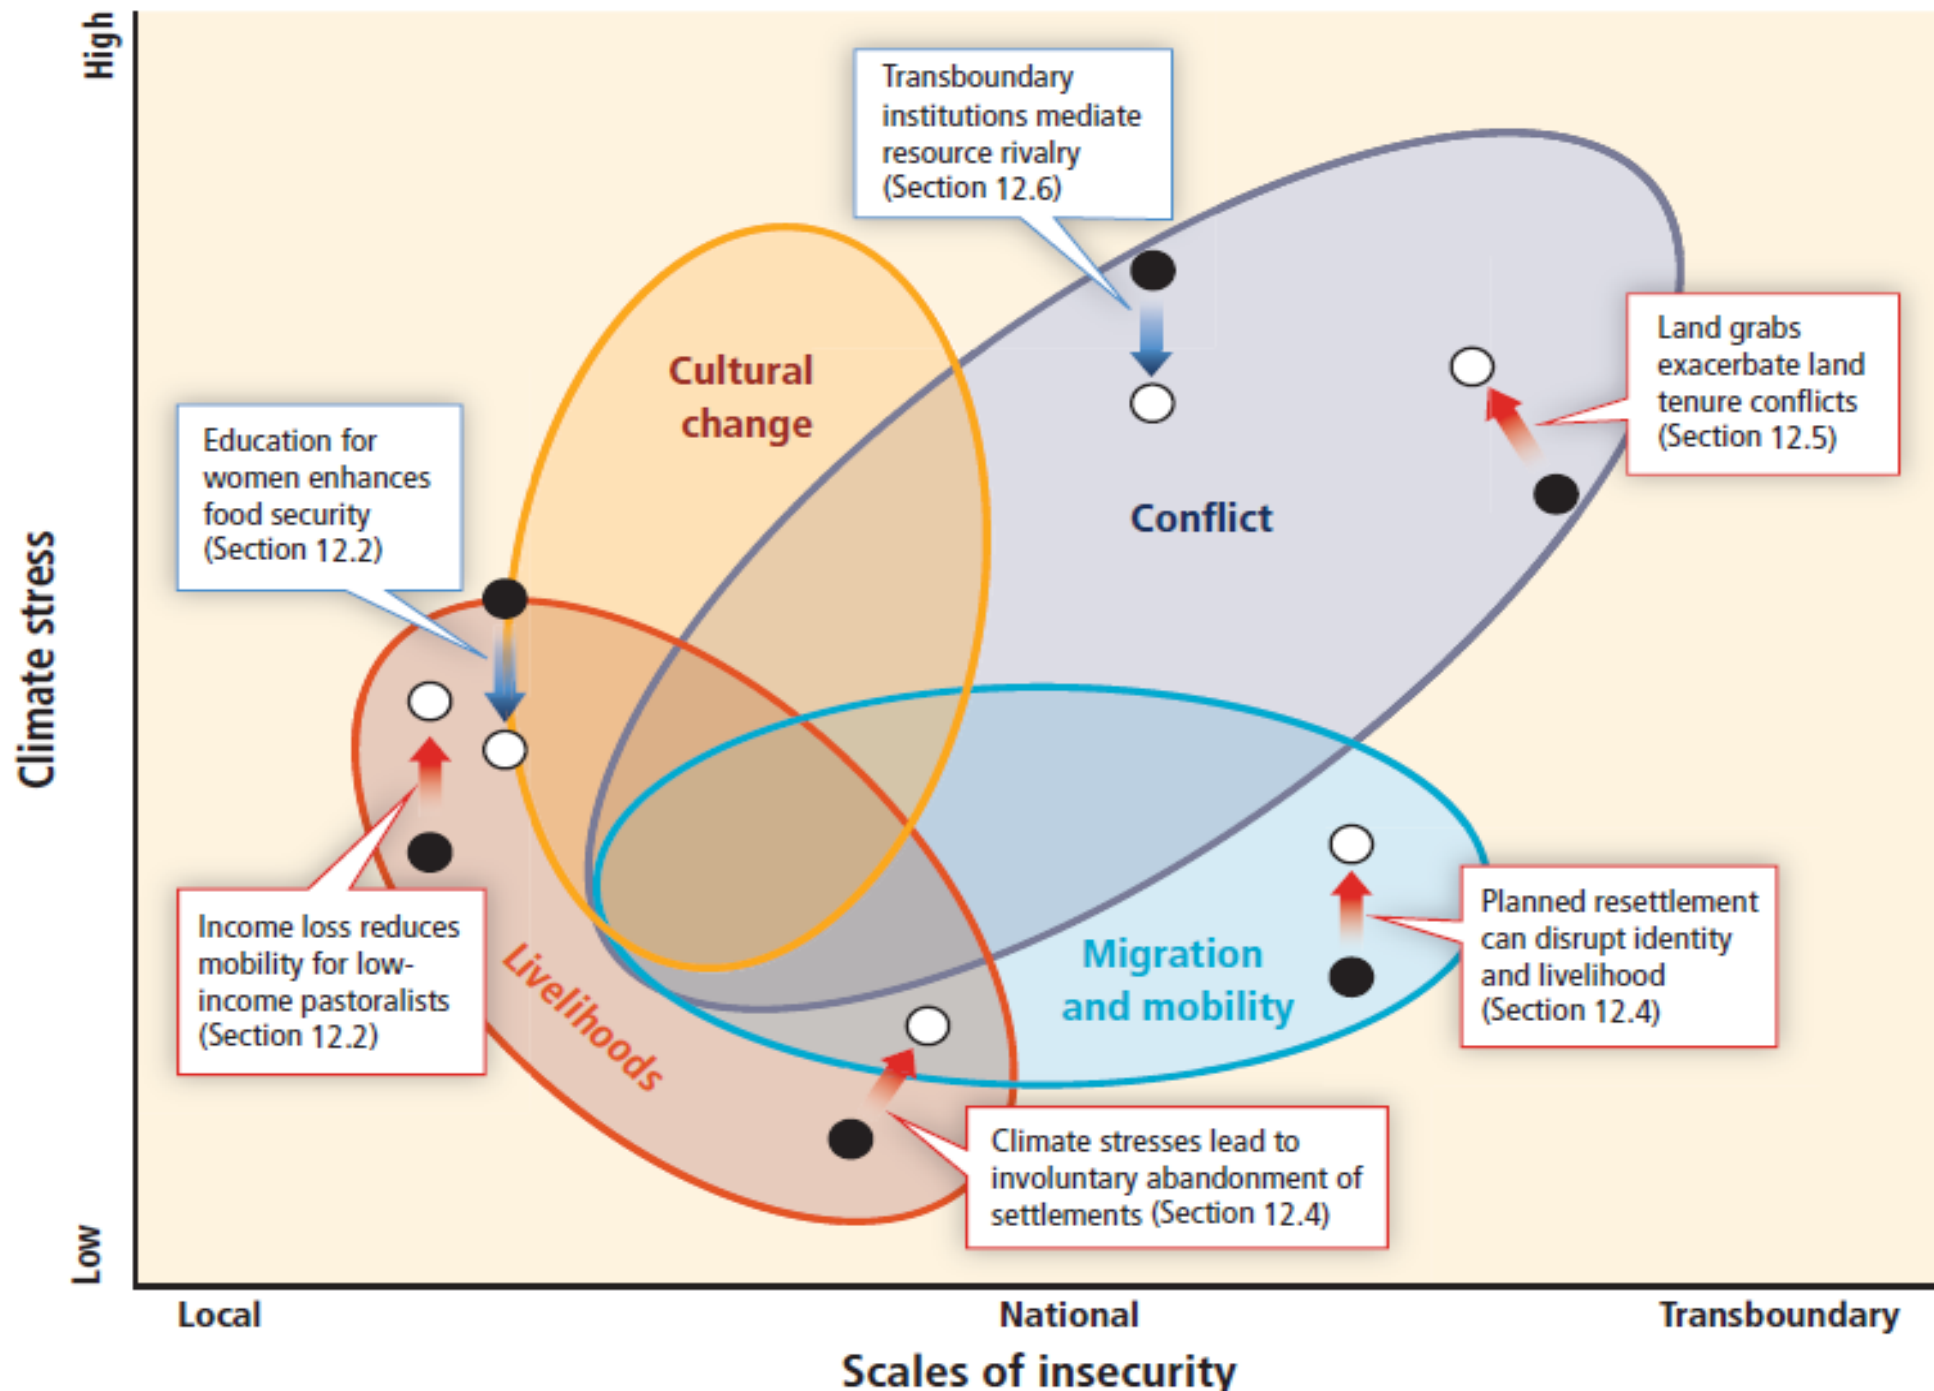 High
Transboundary
institutions mediate
resource rivalry
(Section 12.6)
Land grabs
exacerbate land
tenure conflicts
(Section 12.5)
Cultural
change
Education for
women enhances
food security
(Section 12.2)
Conflict
Climate stress
Income loss reduces
mobility for low-
income pastoralists
(Section 12.2)
Livelihoods
Migration
and mobility
Planned resettlement
can disrupt identity
and livelihood
(Section 12.4)
Climate stresses lead to
involuntary abandonment of
settlements (Section 12.4)
Low
Local
National
Transboundary
Scales of insecurity